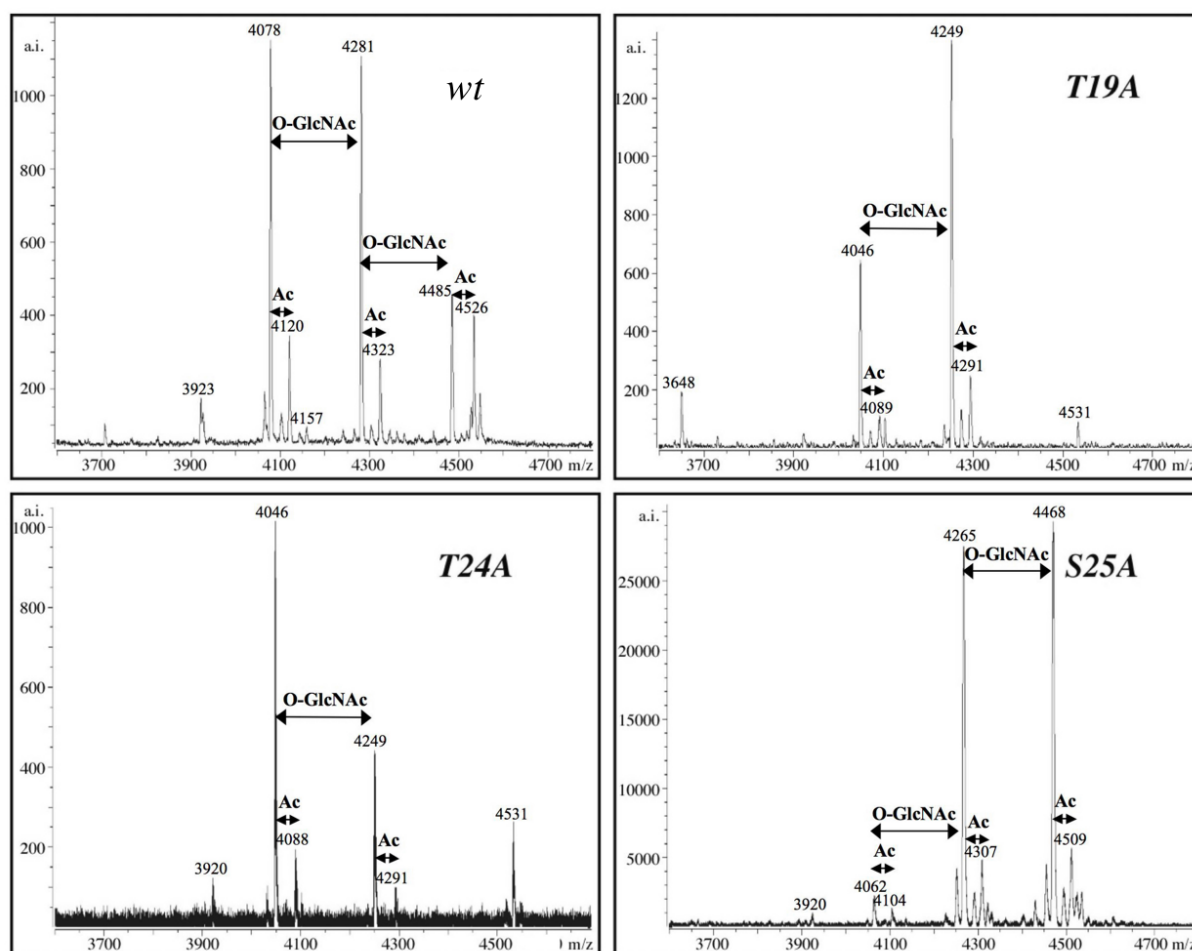 a.i.
4078
4281
wt
1000
O-GlcNAc
800
600
O-GlcNAc
Ac
4485
4526
400
Ac
4120
Ac
4323
200
3923
4157
3700 3900 4100 4300 4500 4700 m/z
a.i.
4249
T19A
1200
1000
O-GlcNAc
800
4046
600
400
Ac
4291
200
3648
Ac
4089
4531
3700 3900 4100 4300 4500 4700 m/z
a.i.
4046
1000
T24A
800
600
O-GlcNAc
4249
400
Ac
4088
Ac
4291
4531
200
3920
3700 3900 4100 4300 4500 m/z
a.i.
4468
4265
O-GlcNAc
S25A
25000
20000
15000
10000
O-GlcNAc
Ac
4307
Ac
4509
5000
Ac
4062
4104
3920
3700 3900 4100 4300 4500 4700 m/z